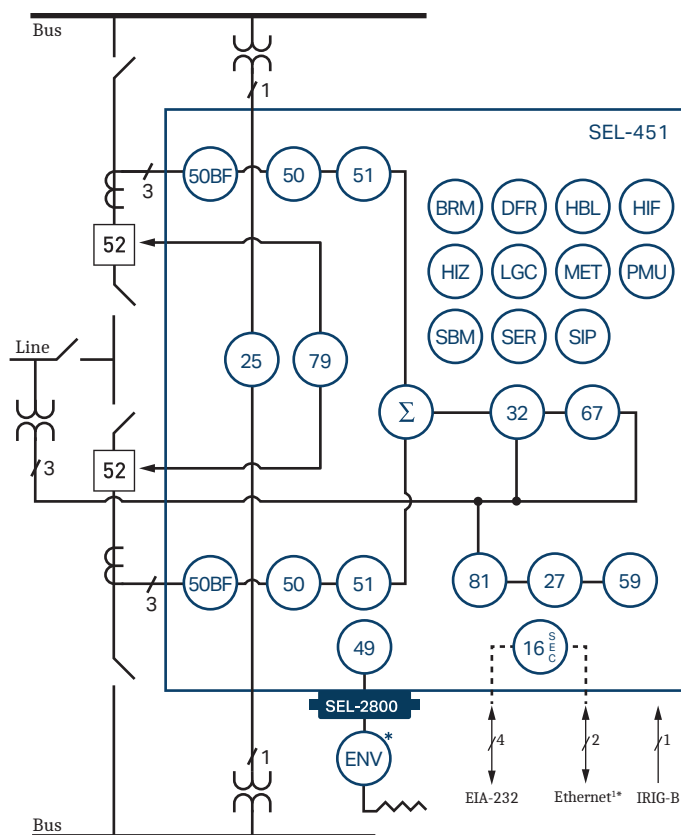 Bus
1
SEL-451
3
50BF
50
51
BRM
DFR
HBL
HIF
52
HIZ
LGC
MET
PMU
SBM
SER
SIP
Line
25
79
Σ
32
67
3
52
3
50BF
50
51
81
27
59
49
16 SEC
SEL-2800
1
ENV*
4
2
1
EIA-232
Ethernet¹*
IRIG-B
Bus